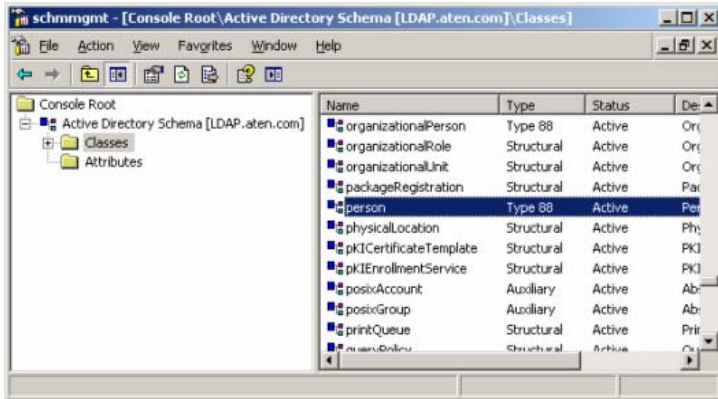 schmmgmt - [Console Root\Active Directory Schema [LDAP.aten.com]\Classes]
File Action View Favorites Window Help
Console Root
Active Directory Schema [LDAP.aten.com]
Classes
Attributes
Name Type Status
organizationalPerson Type 88 Active
organizationalRole Structural Active
organizationalUnit Structural Active
packageRegistration Structural Active
person Type 88 Active
physicalLocation Structural Active
pKICertificateTemplate Structural Active
pKIEnrollmentService Structural Active
posixAccount Auxiliary Active
posixGroup Auxiliary Active
printQueue Structural Active
queryPolicy Structural Active